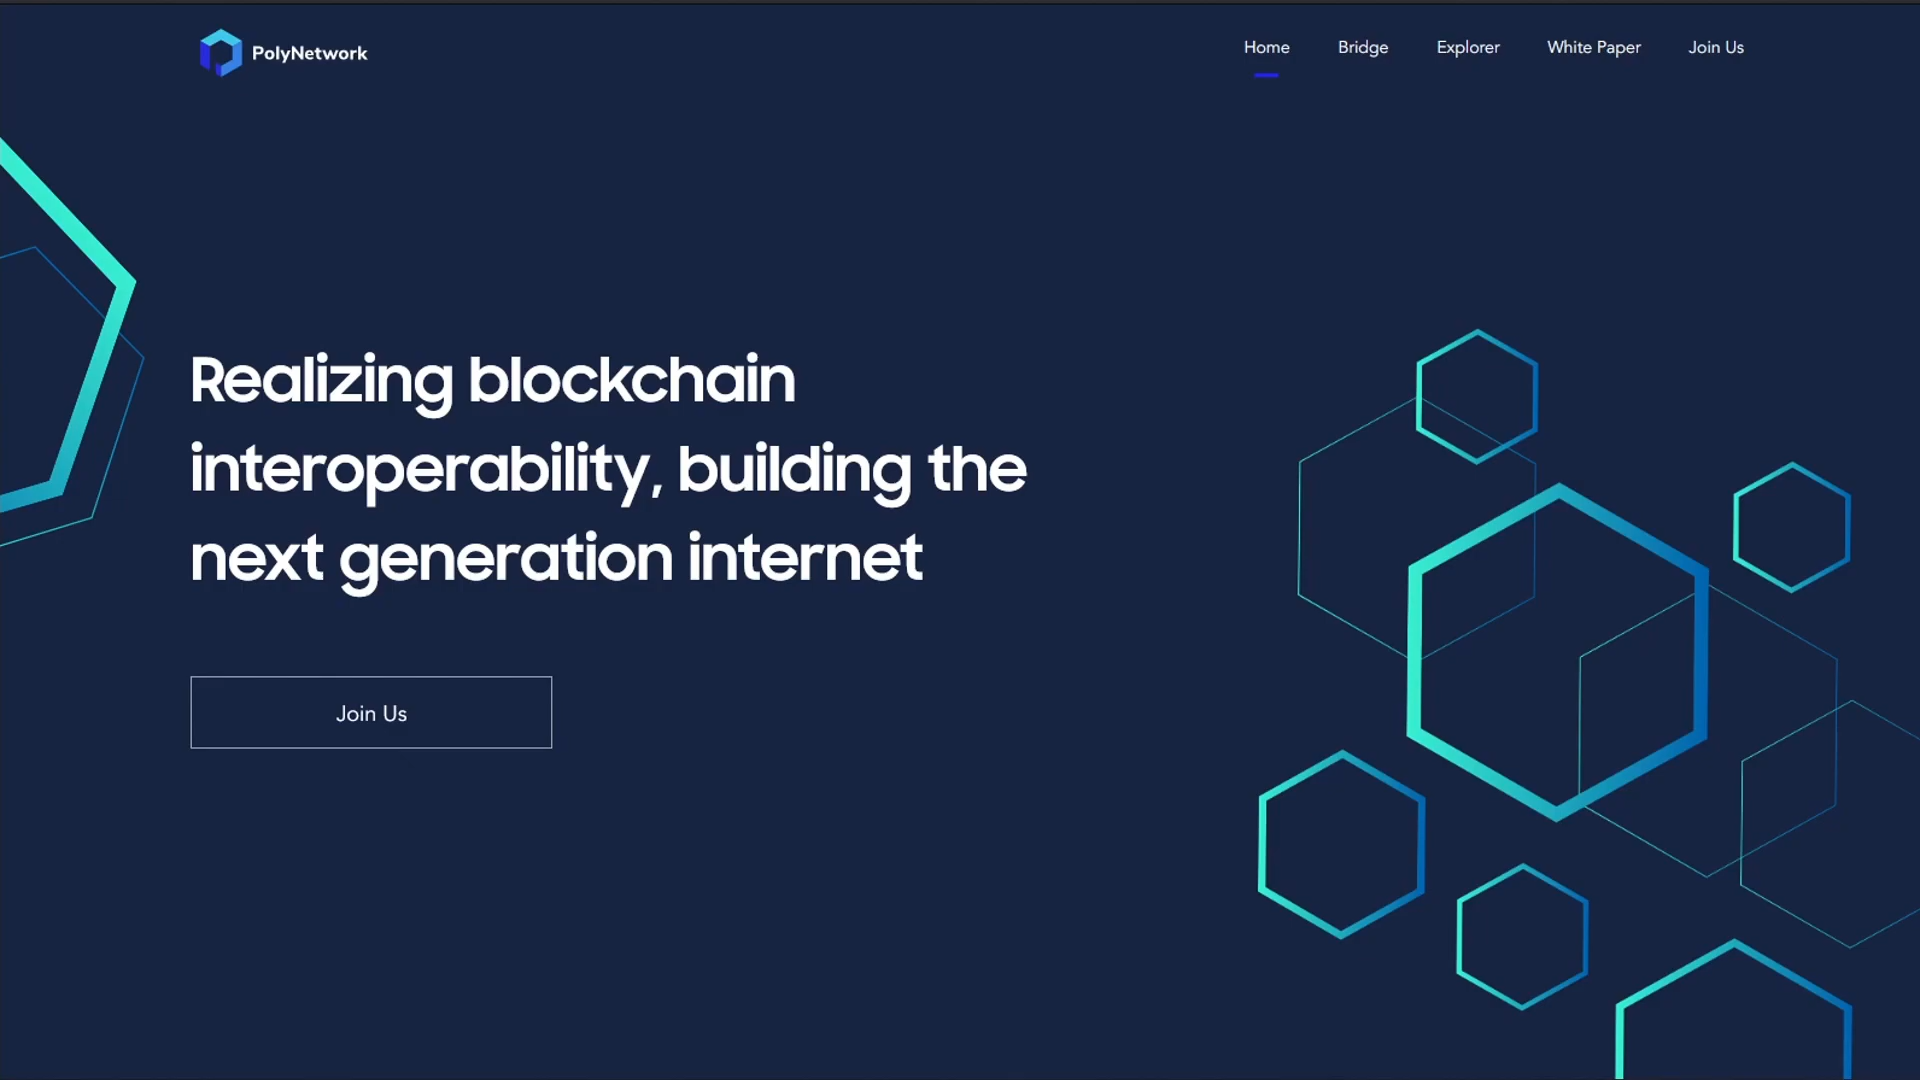 PolyNetwork
Home Bridge Explorer White Paper Join Us
Realizing blockchain
interoperability, building the
next generation internet
Join Us